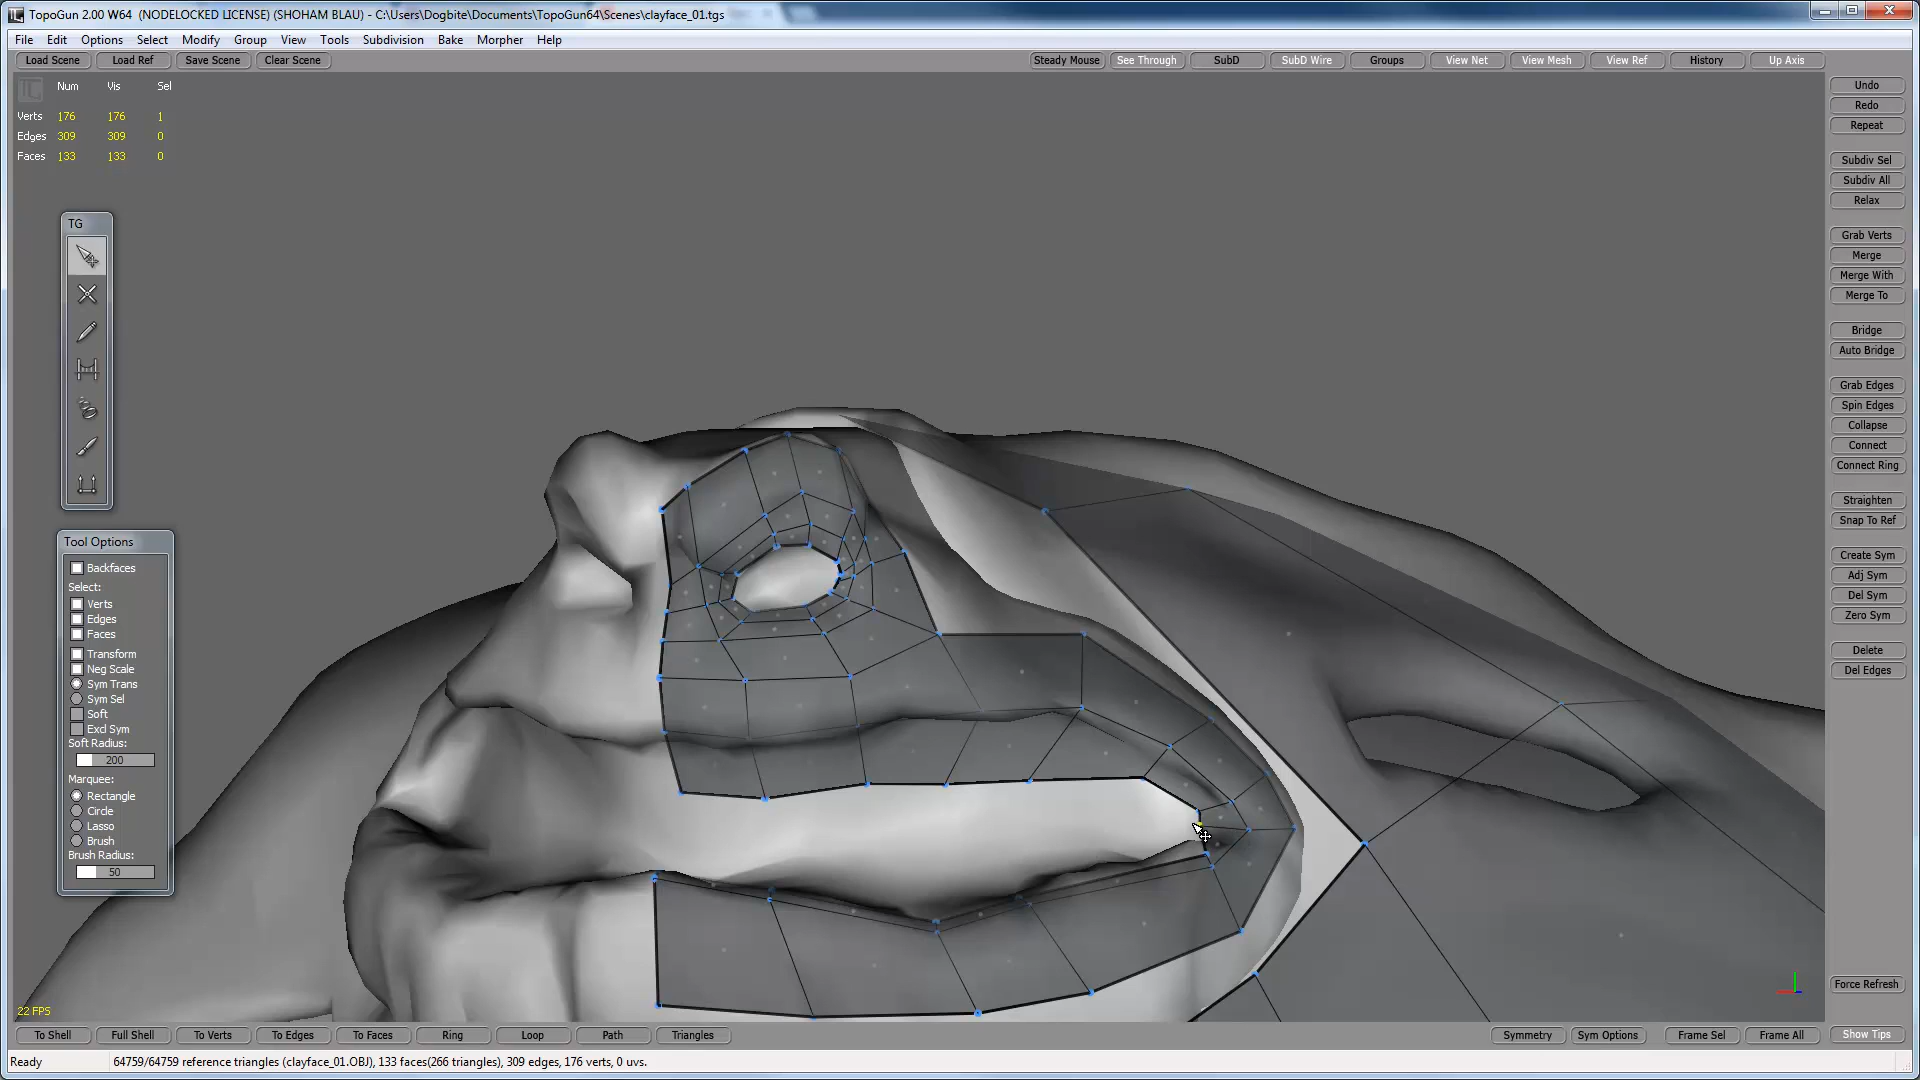 TopoGun 2.00 W64  (NODELOCKED LICENSE) (SHOHAM BLAU) - C:\Users\Dogbite\Documents\TopoGun64\Scenes\clayface_01.tgs
File Edit Options Select Modify Group View Tools Subdivision Bake Morpher Help
Load Scene Load Ref Save Scene Clear Scene Steady Mouse See Through SubD SubD Wire Groups View Net View Mesh View Ref History Up Axis
Num Vis Sel
Verts 176 176 1
Edges 309 309 0
Faces 133 133 0
TG
Tool Options
Backfaces
Select:
Verts
Edges
Faces
Transform
Neg Scale
Sym Trans
Sym Sel
Soft
Excl Sym
Soft Radius:
200
Marquee:
Rectangle
Circle
Lasso
Brush
Brush Radius:
50
22 FPS
Undo
Redo
Repeat
Subdiv Sel
Subdiv All
Relax
Grab Verts
Merge
Merge With
Merge To
Bridge
Auto Bridge
Grab Edges
Spin Edges
Collapse
Connect
Connect Ring
Straighten
Snap To Ref
Create Sym
Adj Sym
Del Sym
Zero Sym
Delete
Del Edges
Force Refresh
To Shell Full Shell To Verts To Edges To Faces Ring Loop Path Triangles Symmetry Sym Options Frame Sel Frame All Show Tips
Ready 64759/64759 reference triangles (clayface_01.OBJ), 133 faces(266 triangles), 309 edges, 176 verts, 0 uvs.